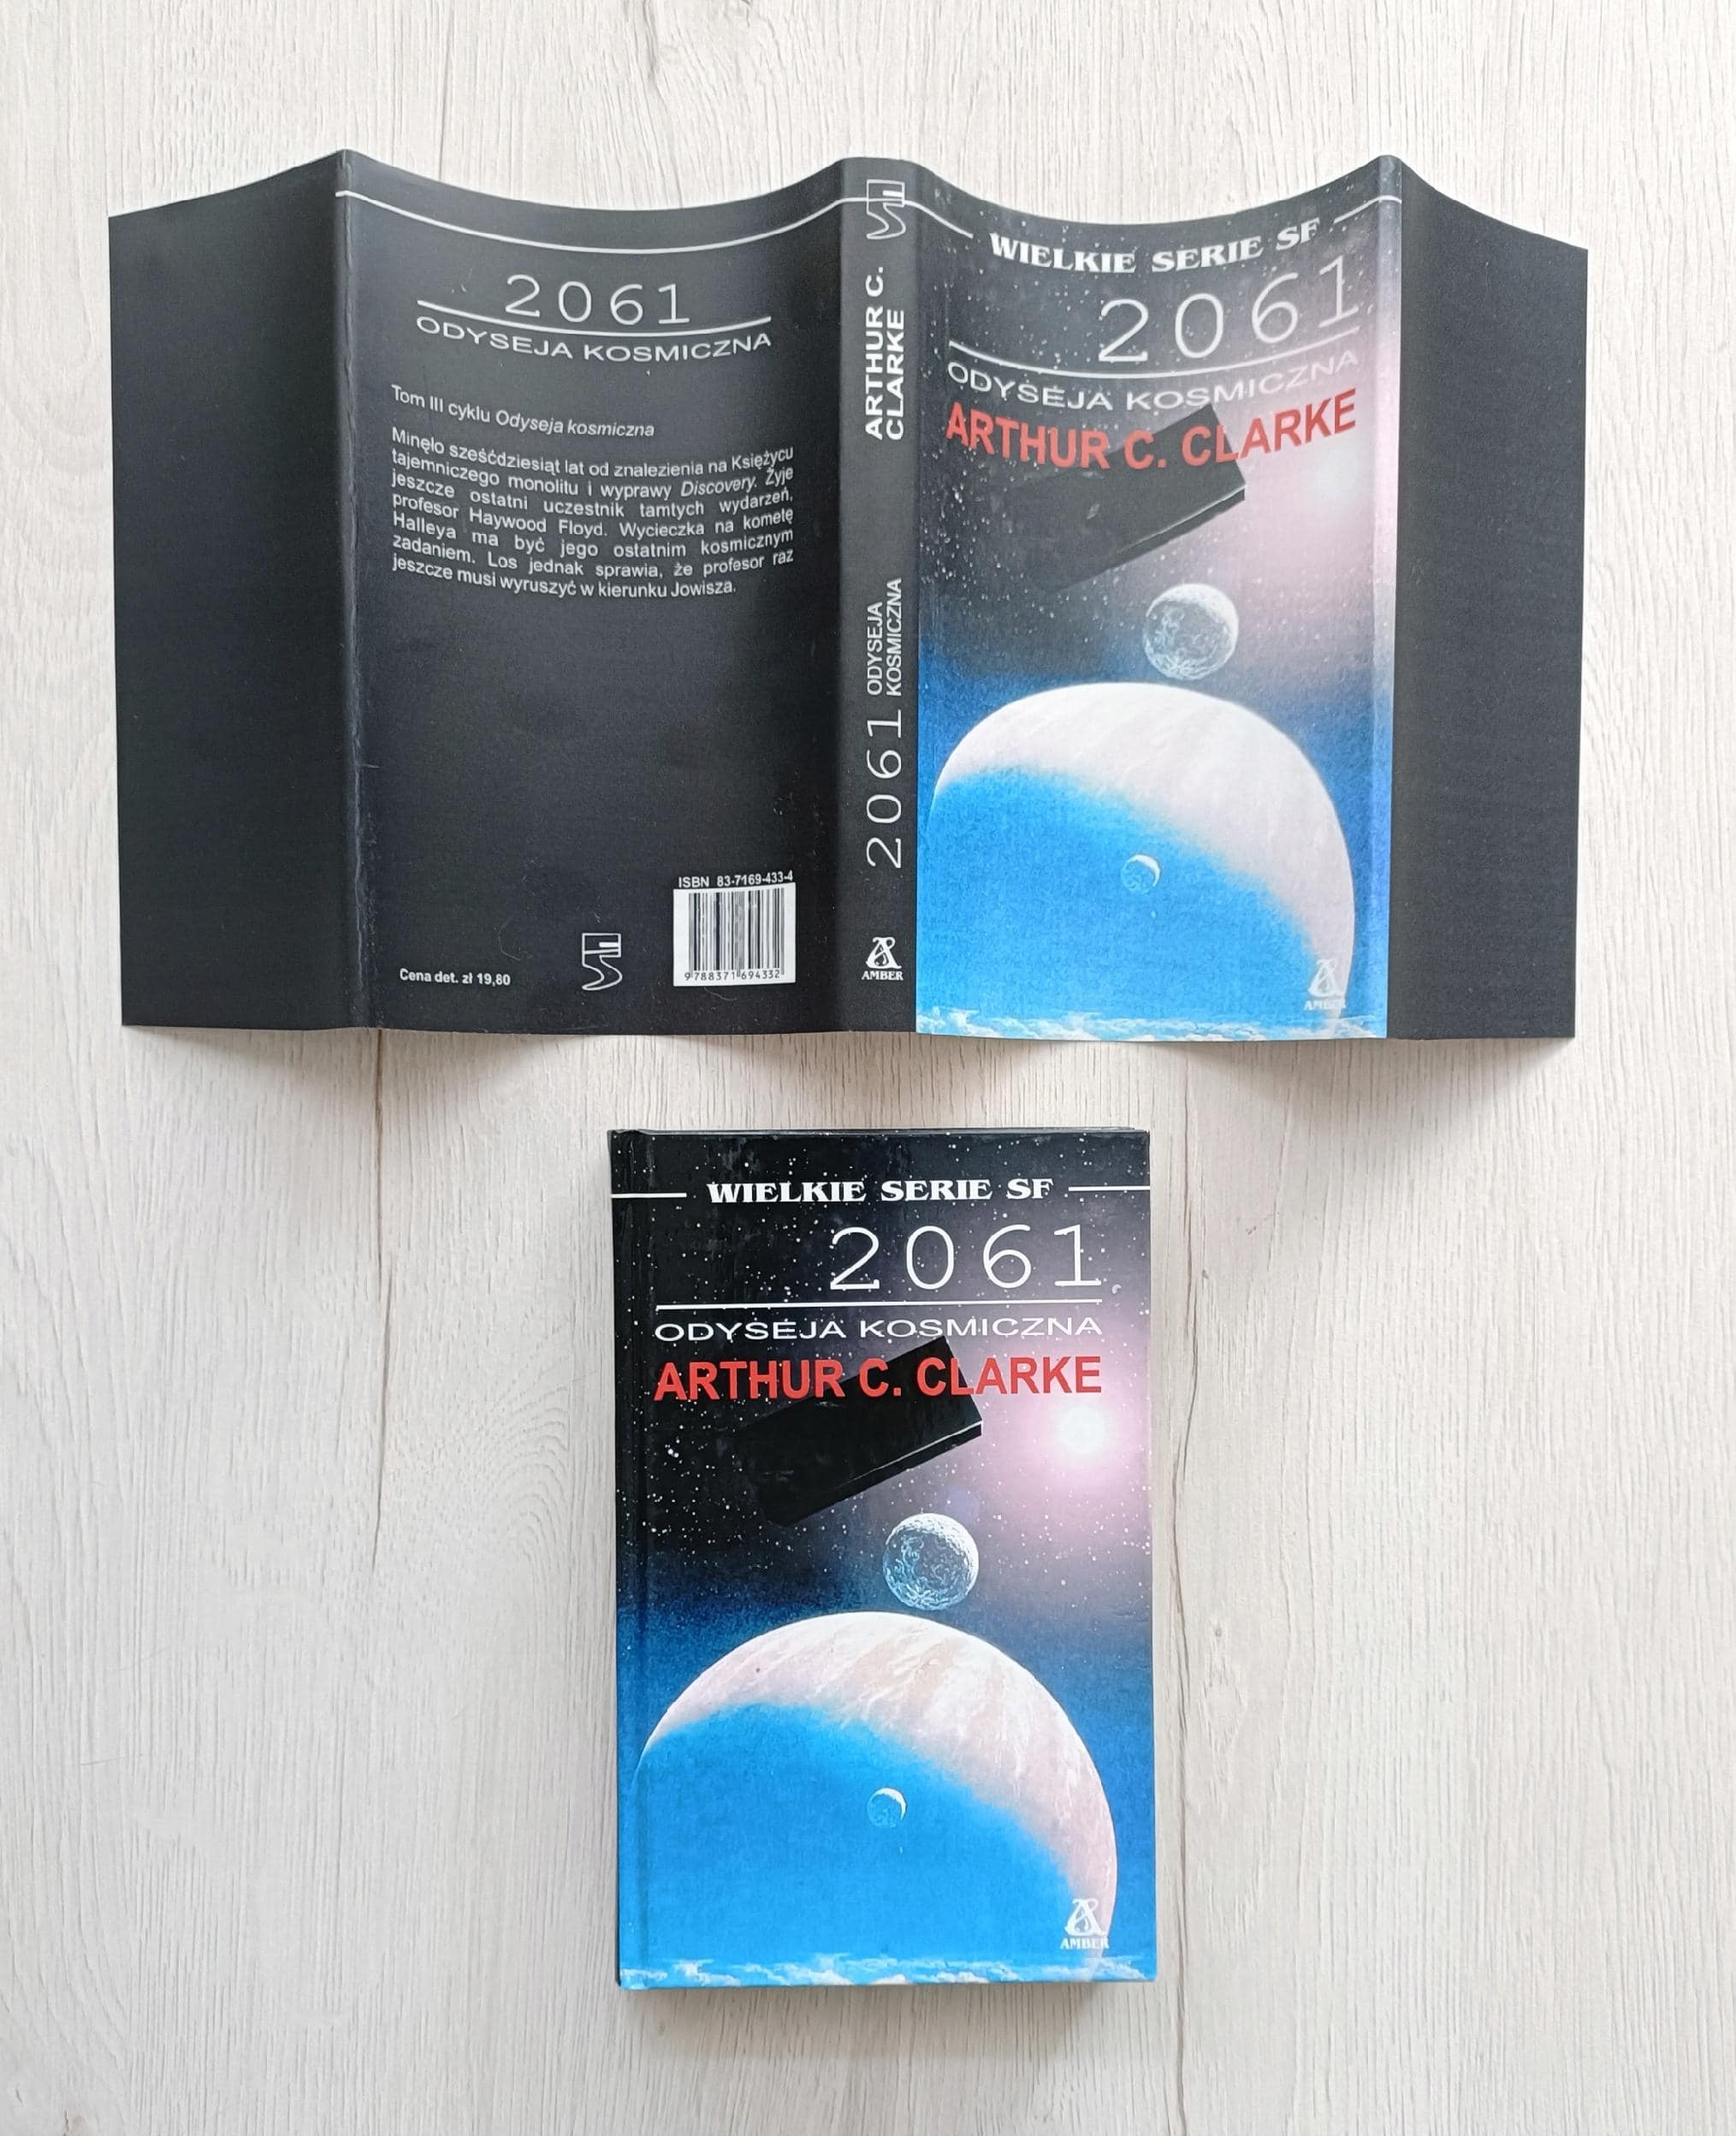 2061
ODYSEJA KOSMICZNA
Tom III cyklu Odyseja kosmiczna
Minęło sześćdziesiąt lat od znalezienia na Księżycu
tajemniczego monolitu i wyprawy Discovery. Żyje
jeszcze ostatni uczestnik tamtych wydarzeń,
profesor Haywood Floyd. Wycieczka na kometę
Halleya ma być jego ostatnim kosmicznym
zadaniem. Los jednak sprawia, że profesor raz
jeszcze musi wyruszyć w kierunku Jowisza.
Cena det. zł 19,80
ISBN 83-7169-433-4
9788371694332
ARTHUR C.
CLARKE
ODYSEJA
KOSMICZNA
2061
AMBER
WIELKIE SERIE SF
2061
ODYSEJA KOSMICZNA
ARTHUR C. CLARKE
AMBER
WIELKIE SERIE SF
2061
ODYSEJA KOSMICZNA
ARTHUR C. CLARKE
AMBER